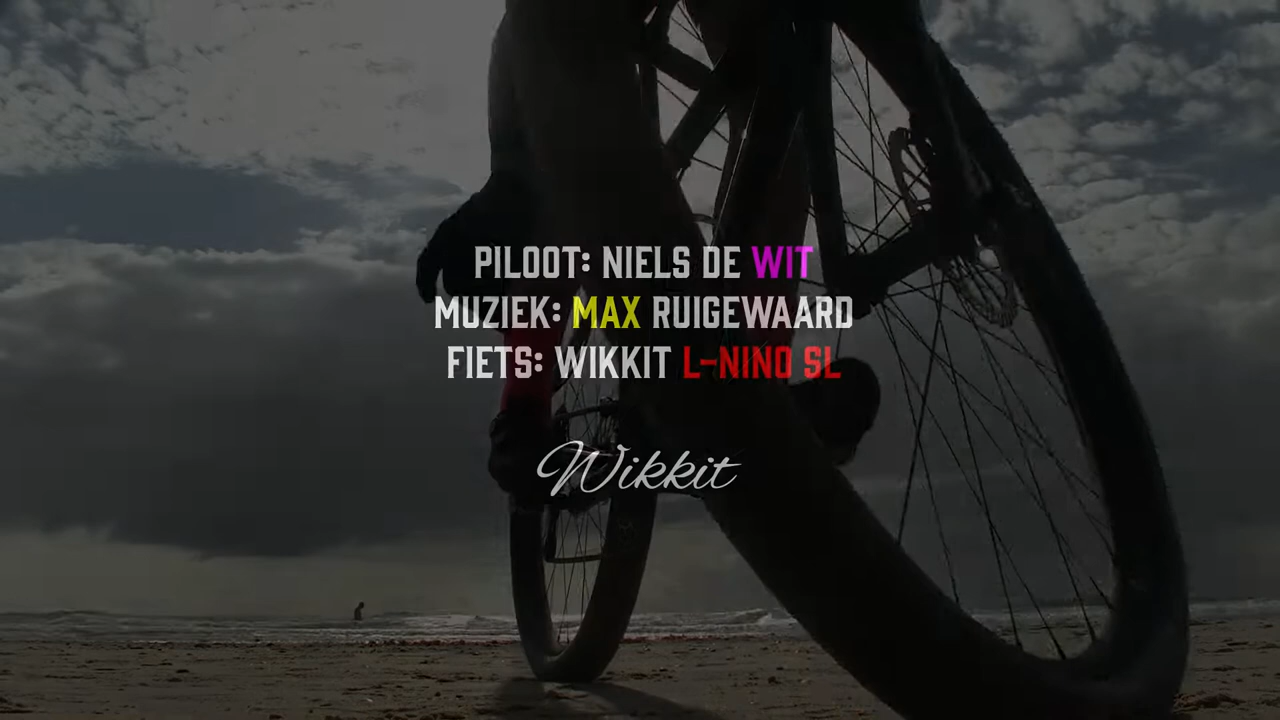 PILOOT: NIELS DE WIT
MUZIEK: MAX RUIGEWAARD
FIETS: WIKKIT L-NINO SL
Wikkit